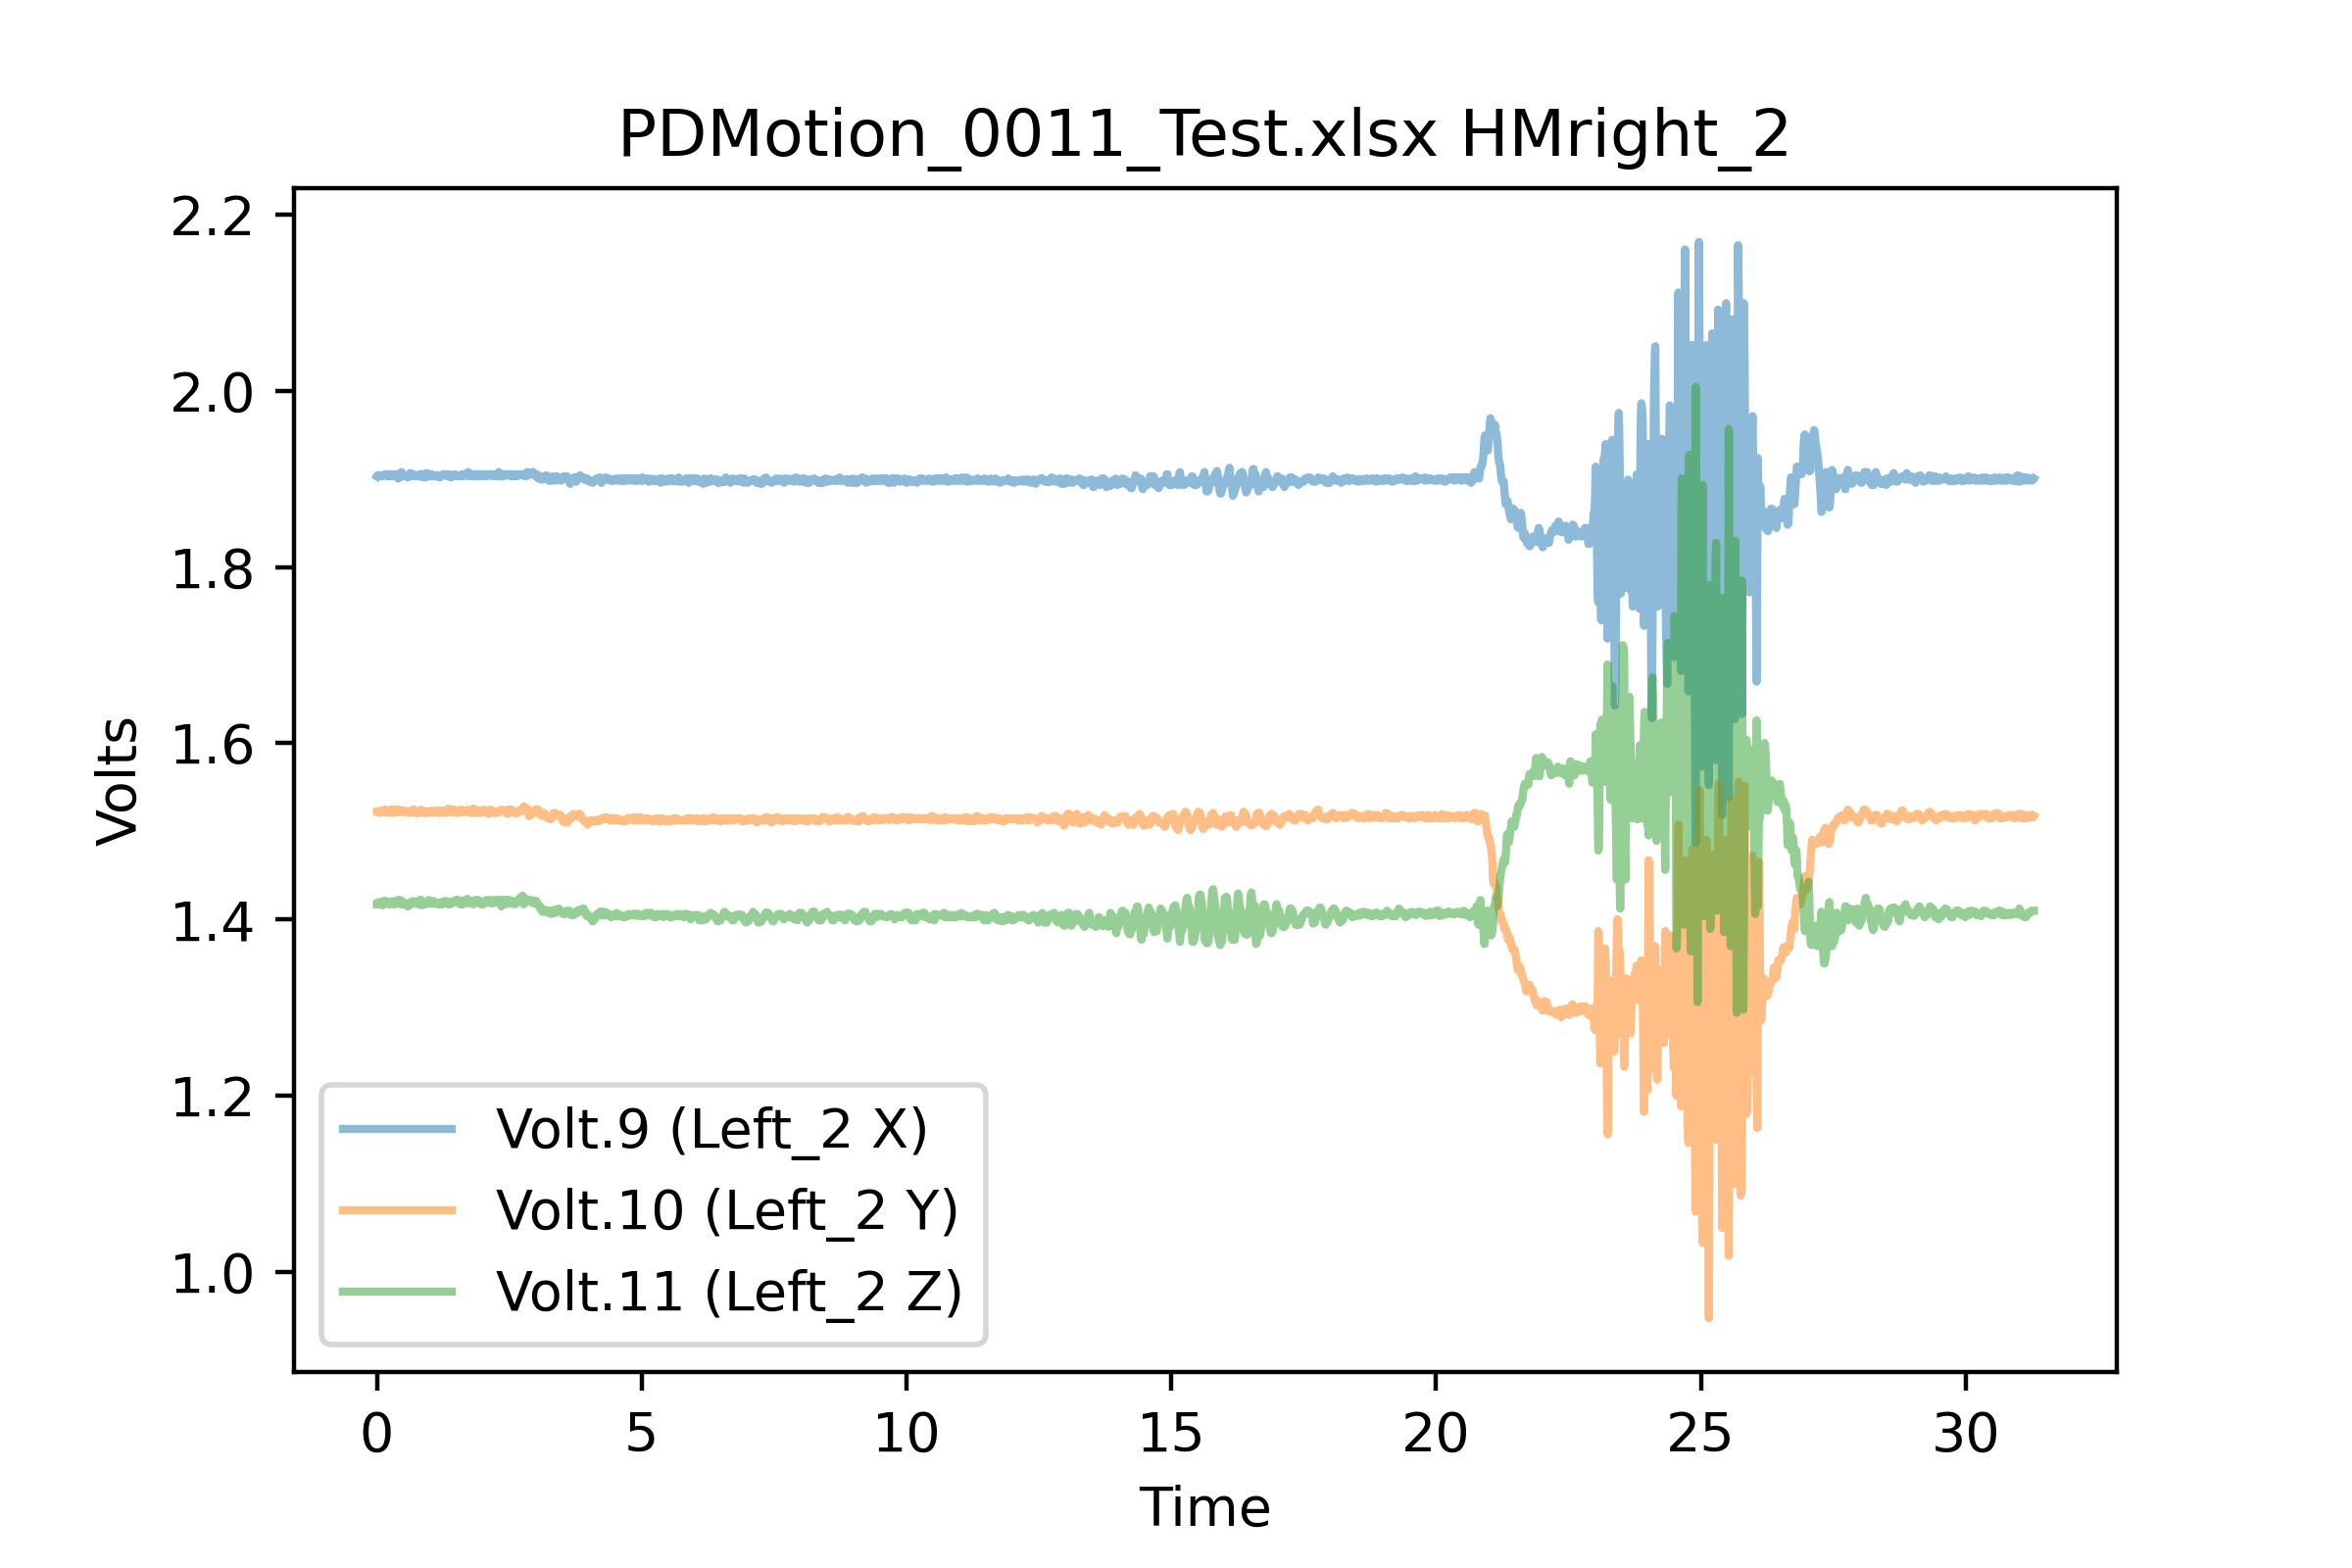 PDMotion_0011_Test.xlsx HMright_2
2.2
2.0
1.8
1.6
1.4
1.2
1.0
Volts
Volt.9 (Left_2 X)
Volt.10 (Left_2 Y)
Volt.11 (Left_2 Z)
0 5 10 15 20 25 30
Time